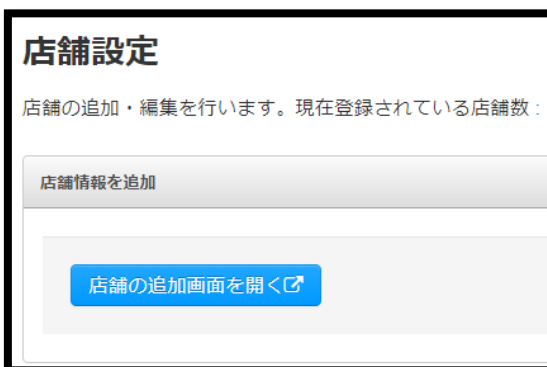 店舗設定
店舗の追加・編集を行います。現在登録されている店舗数 :
店舗情報を追加
店舗の追加画面を開く